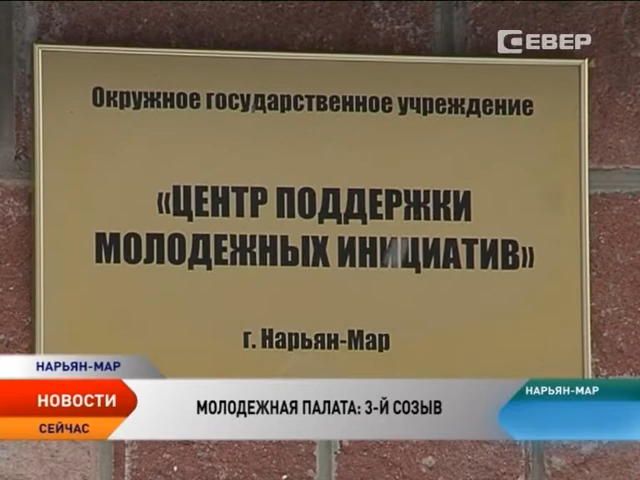 СЕВЕР
Окружное государственное учреждение
«ЦЕНТР ПОДДЕРЖКИ
МОЛОДЕЖНЫХ ИНИЦИАТИВ»
г. Нарьян-Мар
НАРЬЯН-МАР
НОВОСТИ
СЕЙЧАС
МОЛОДЕЖНАЯ ПАЛАТА: 3-Й СОЗЫВ
НАРЬЯН-МАР